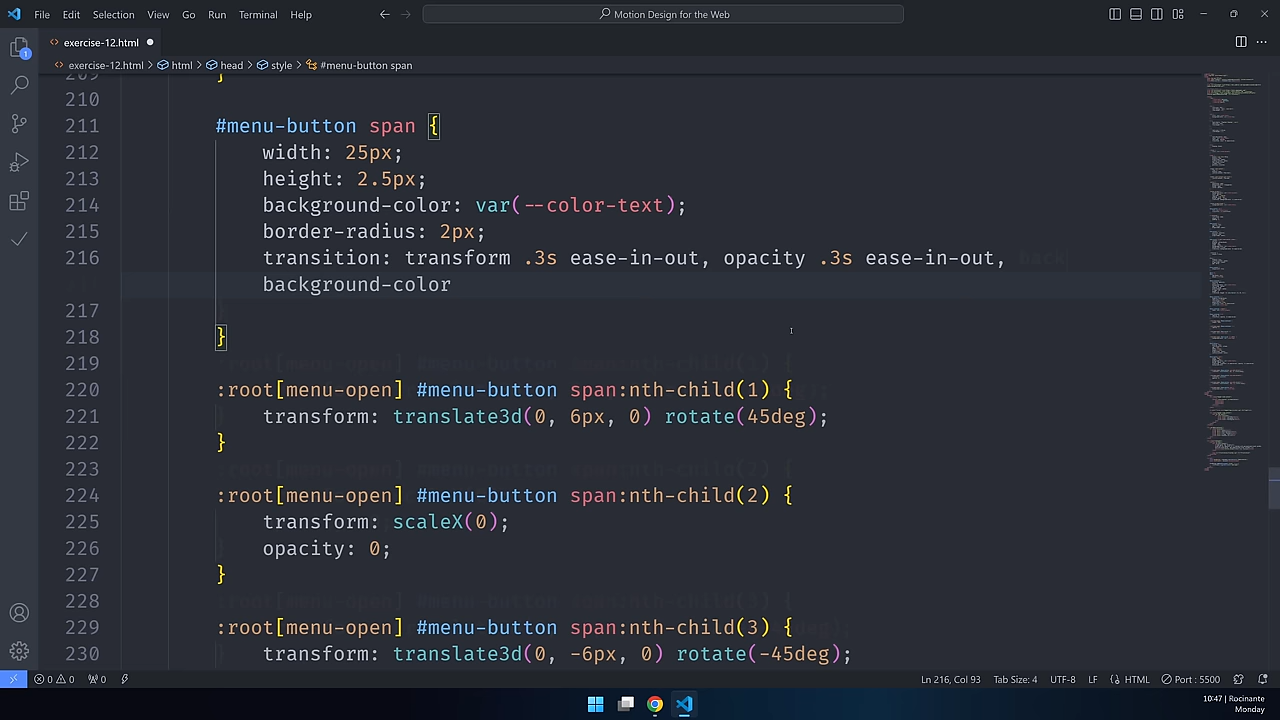 File Edit Selection View Go Run Terminal Help
Motion Design for the Web
exercise-12.html
exercise-12.html > html > head > style > #menu-button span
1
209 }
210
211 #menu-button span {
212 width: 25px;
213 height: 2.5px;
214 background-color: var(--color-text);
215 border-radius: 2px;
216 transition: transform .3s ease-in-out, opacity .3s ease-in-out, back
background-color
217
218 }
219
220 :root[menu-open] #menu-button span:nth-child(1) {
221 transform: translate3d(0, 6px, 0) rotate(45deg);
222 }
223
224 :root[menu-open] #menu-button span:nth-child(2) {
225 transform: scaleX(0);
226 opacity: 0;
227 }
228
229 :root[menu-open] #menu-button span:nth-child(3) {
230 transform: translate3d(0, -6px, 0) rotate(-45deg);
0 0 0 Ln 216, Col 93 Tab Size: 4 UTF-8 LF HTML Port : 5500
10:47 | Rocinante
Monday